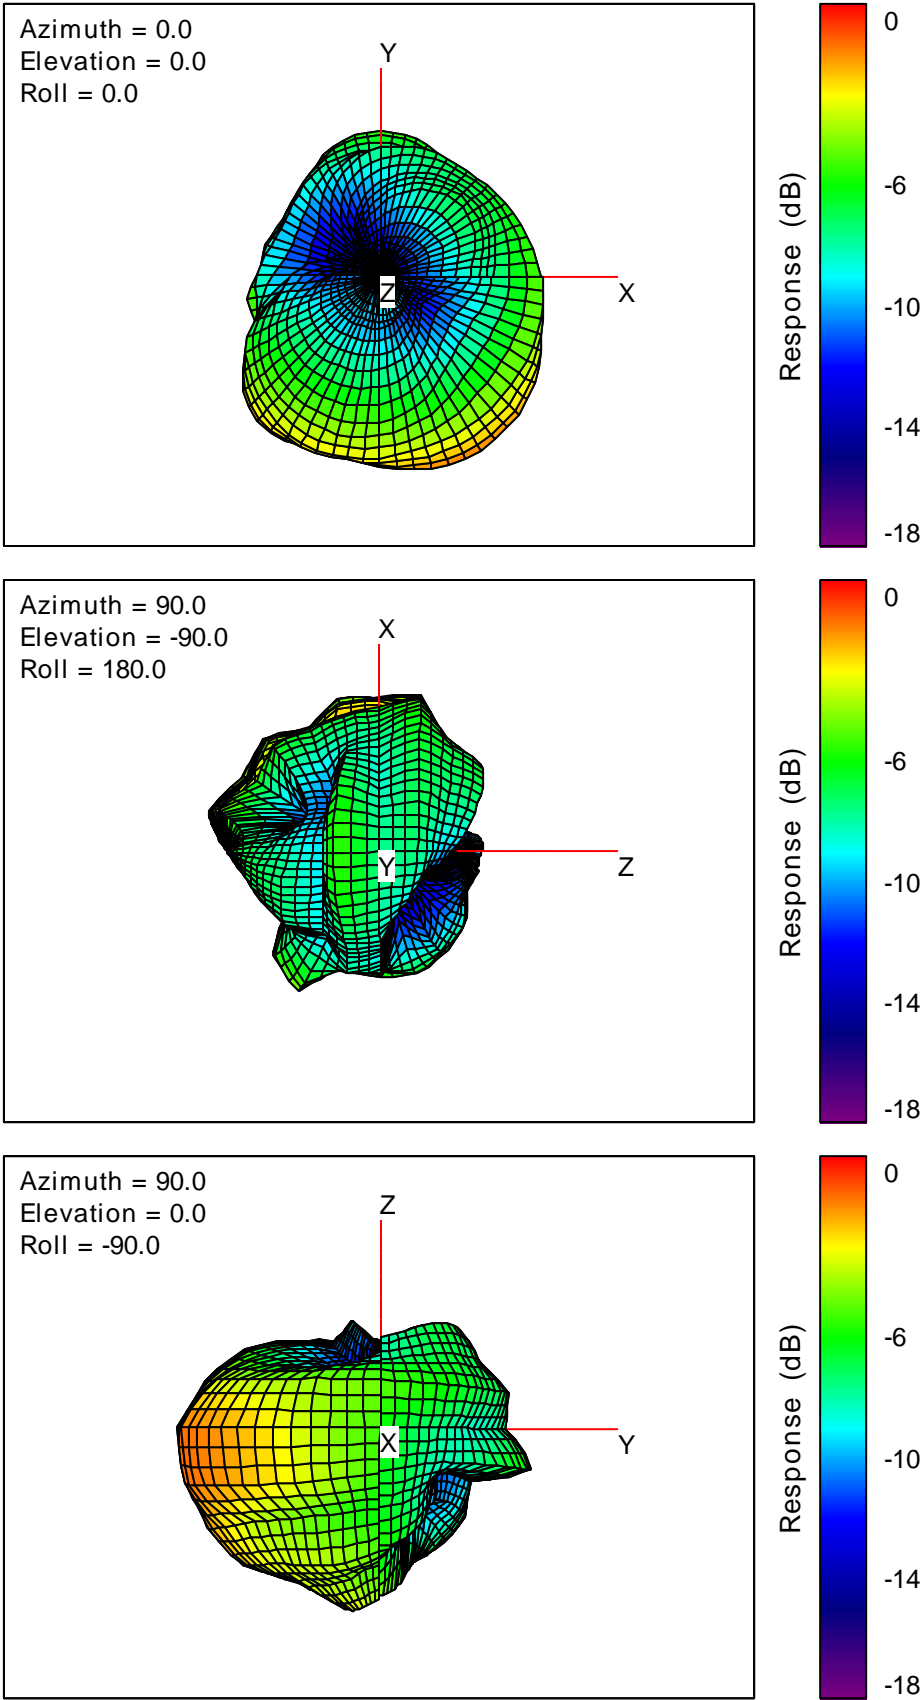 Azimuth = 0.0
Elevation = 0.0
Roll = 0.0
Y
X
Z
0
-6
-10
-14
-18
Response (dB)
Azimuth = 90.0
Elevation = -90.0
Roll = 180.0
X
Z
Y
0
-6
-10
-14
-18
Response (dB)
Azimuth = 90.0
Elevation = 0.0
Roll = -90.0
Z
Y
X
0
-6
-10
-14
-18
Response (dB)